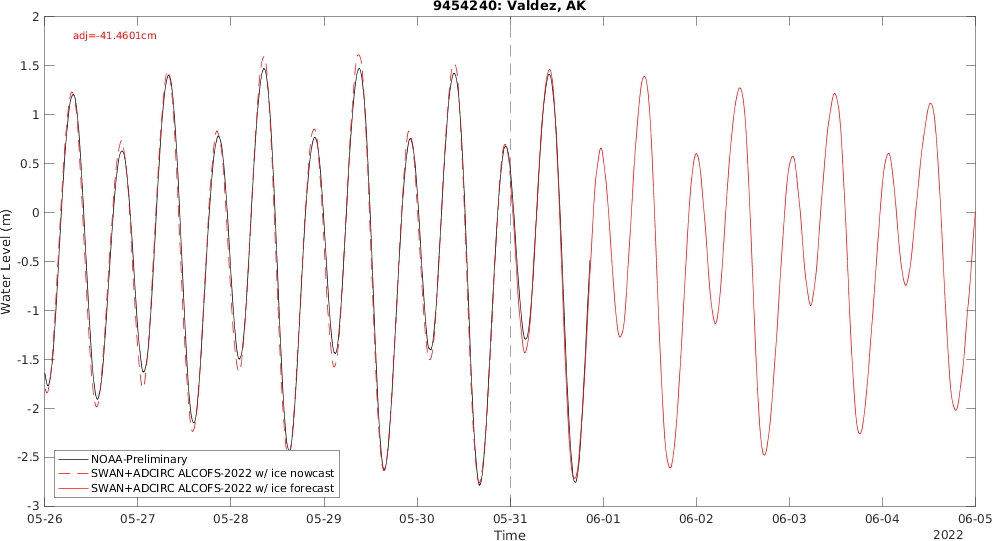 9454240: Valdez, AK
adj=-41.4601cm
Water Level (m)
2
1.5
1
0.5
0
-0.5
-1
-1.5
-2
-2.5
-3
NOAA-Preliminary
SWAN+ADCIRC ALCOFS-2022 w/ ice nowcast
SWAN+ADCIRC ALCOFS-2022 w/ ice forecast
05-26 05-27 05-28 05-29 05-30 05-31 06-01 06-02 06-03 06-04 06-05
Time
2022